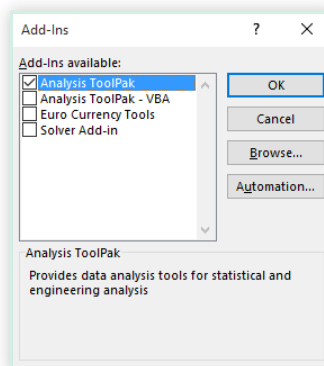 Add-Ins ? ×
Add-Ins available:
Analysis ToolPak
Analysis ToolPak - VBA
Euro Currency Tools
Solver Add-in
OK
Cancel
Browse...
Automation...
Analysis ToolPak
Provides data analysis tools for statistical and
engineering analysis